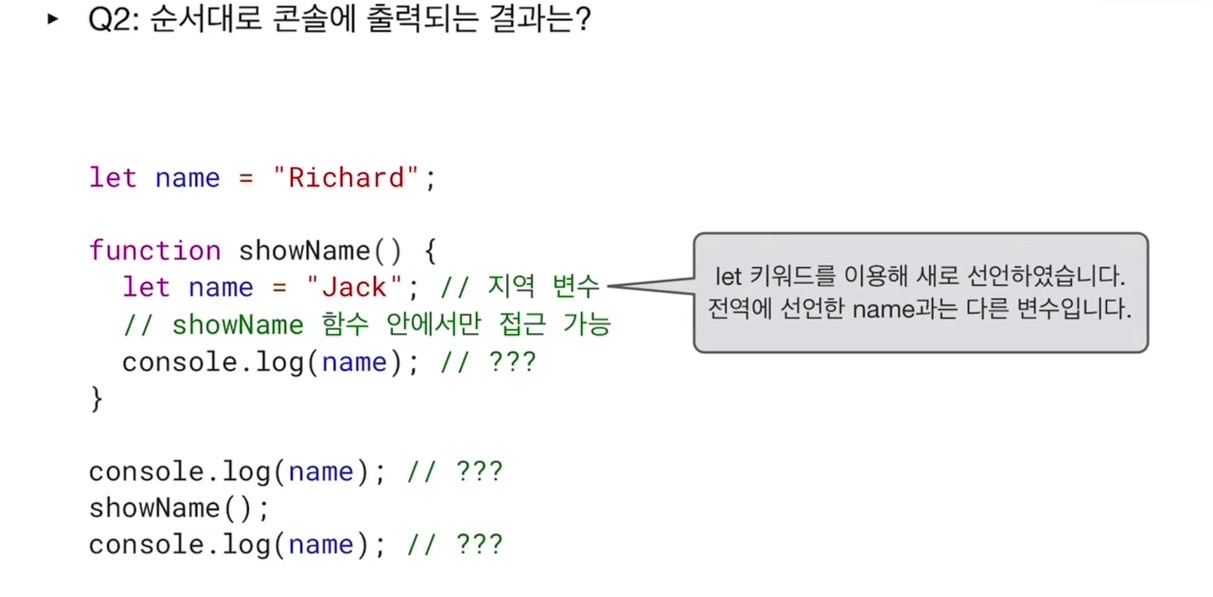 ▸ Q2: 순서대로 콘솔에 출력되는 결과는?
let name = "Richard";
function showName() {
let name = "Jack"; // 지역 변수
// showName 함수 안에서만 접근 가능
console.log(name); // ???
}
let 키워드를 이용해 새로 선언하였습니다.
전역에 선언한 name과는 다른 변수입니다.
console.log(name); // ???
showName();
console.log(name); // ???